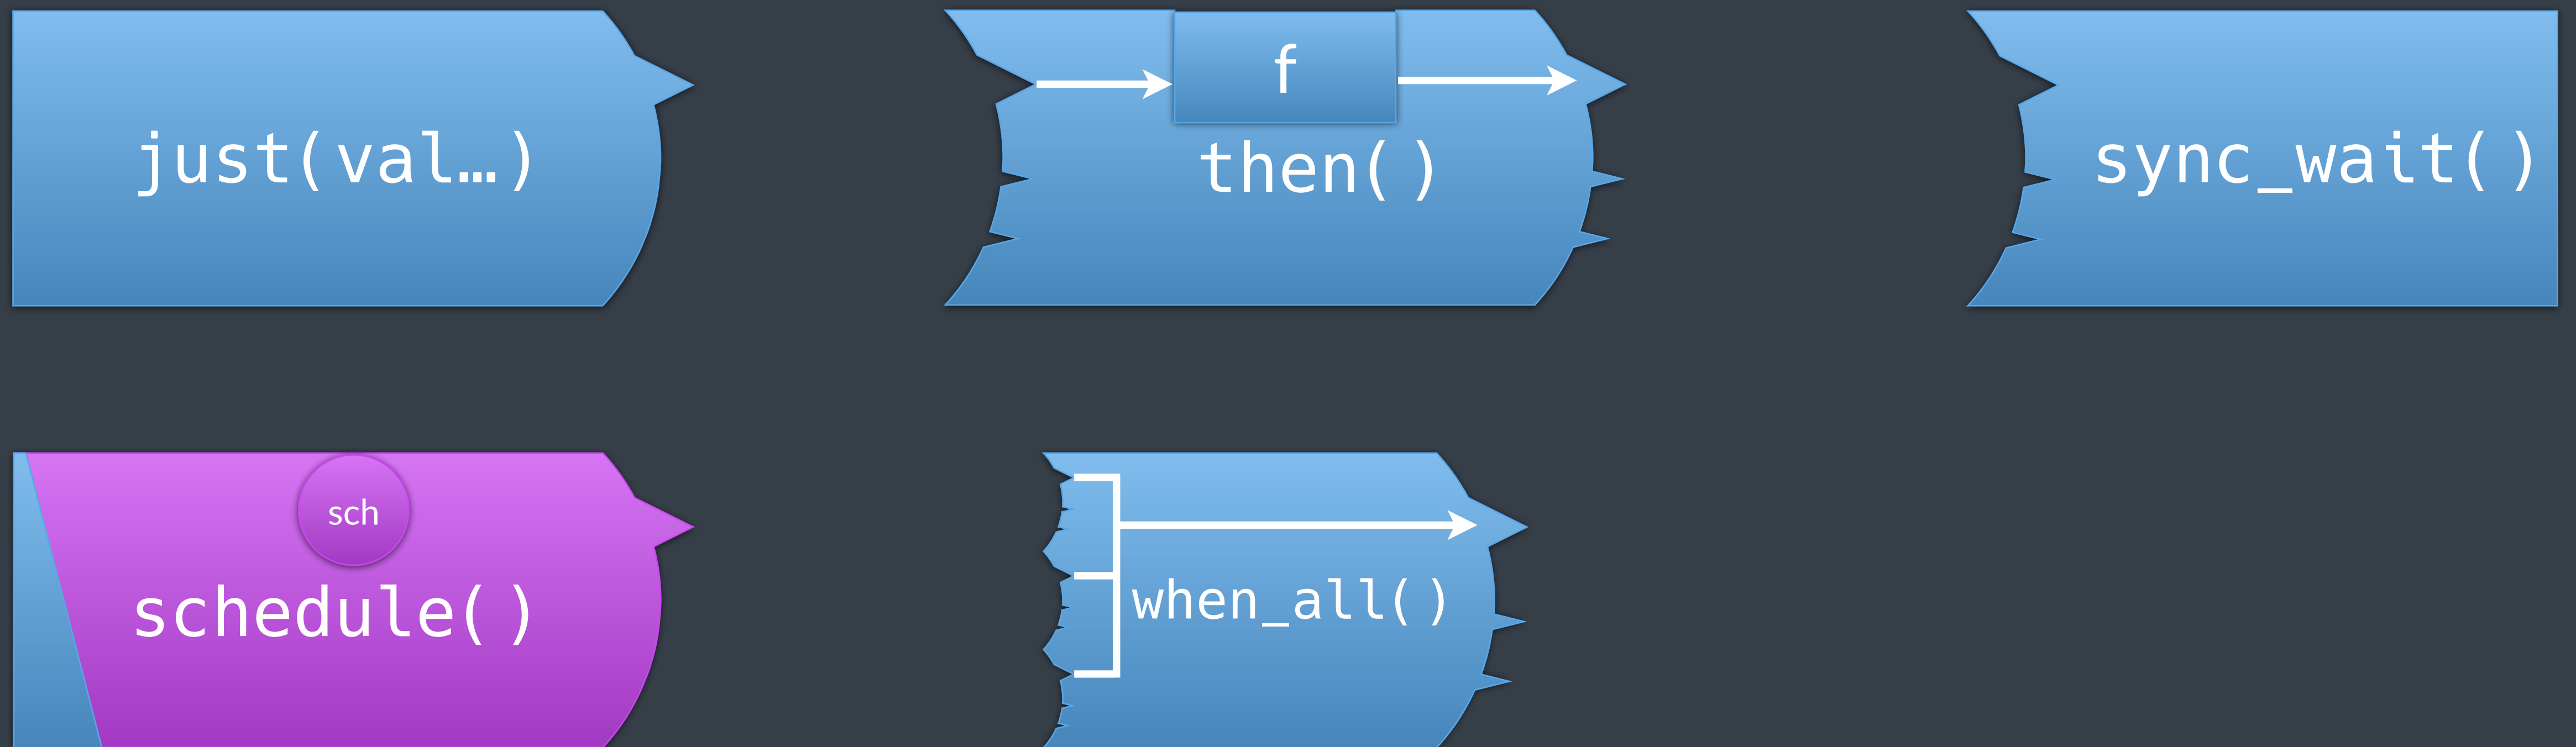 just(val…)
f
then()
sync_wait()
sch
schedule()
when_all()